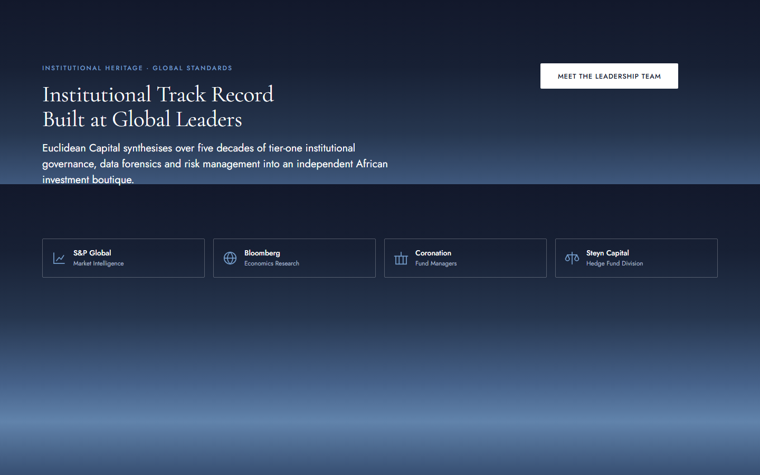 INSTITUTIONAL HERITAGE · GLOBAL STANDARDS
Institutional Track Record
Built at Global Leaders
Euclidean Capital synthesises over five decades of tier-one institutional
governance, data forensics and risk management into an independent African
investment boutique.
MEET THE LEADERSHIP TEAM
S&P Global
Market Intelligence
Bloomberg
Economics Research
Coronation
Fund Managers
Steyn Capital
Hedge Fund Division